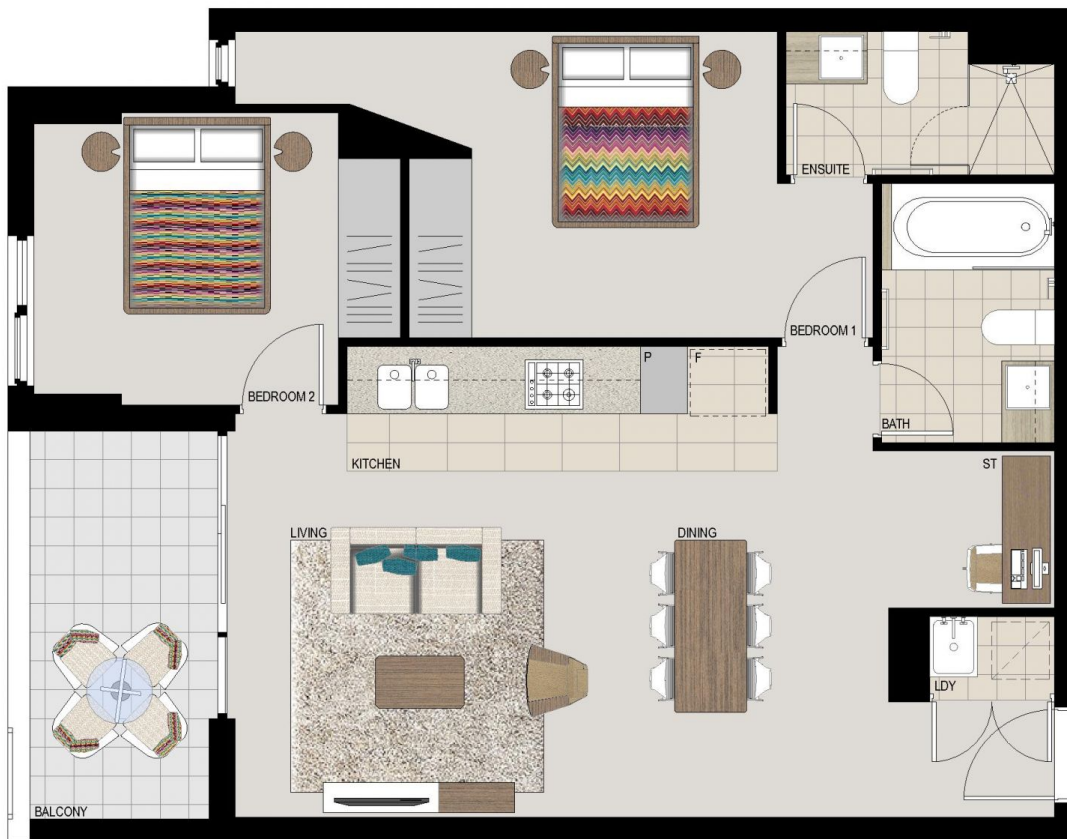 ENSUITE
BEDROOM 1
P
F
BEDROOM 2
BATH
KITCHEN
ST
LIVING
DINING
LDY
BALCONY